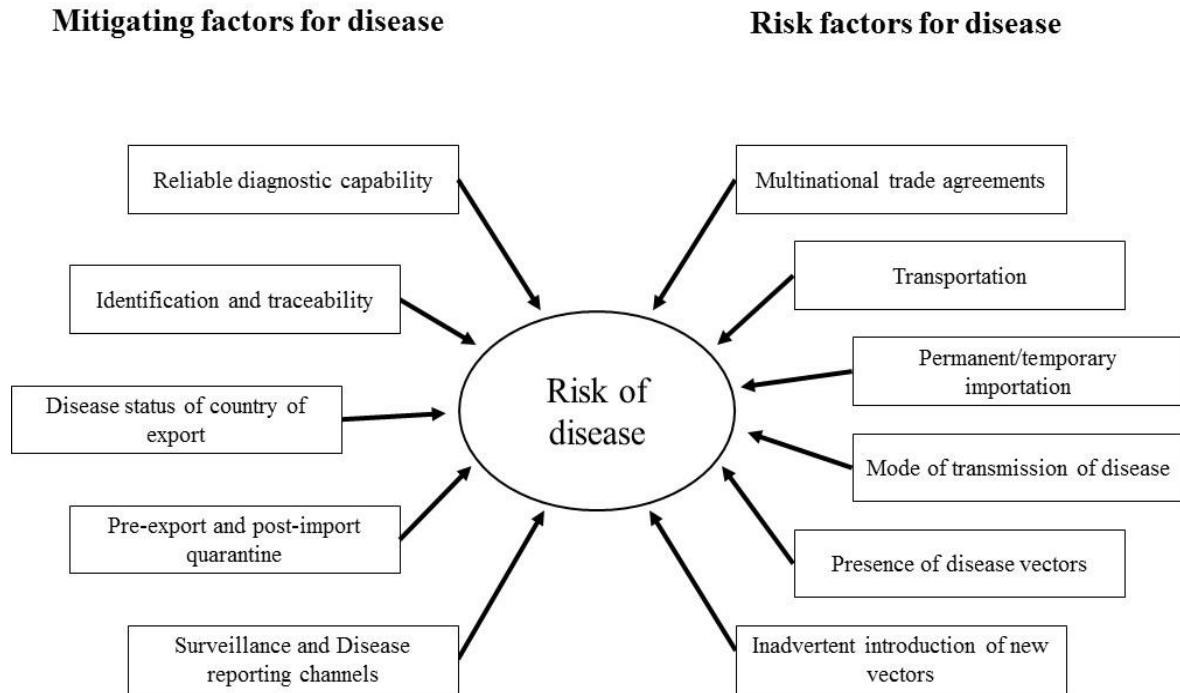 Mitigating factors for disease
Risk factors for disease
Reliable diagnostic capability
Identification and traceability
Disease status of country of
export
Pre-export and post-import
quarantine
Surveillance and Disease
reporting channels
Risk of
disease
Multinational trade agreements
Transportation
Permanent/temporary
importation
Mode of transmission of disease
Presence of disease vectors
Inadvertent introduction of new
vectors